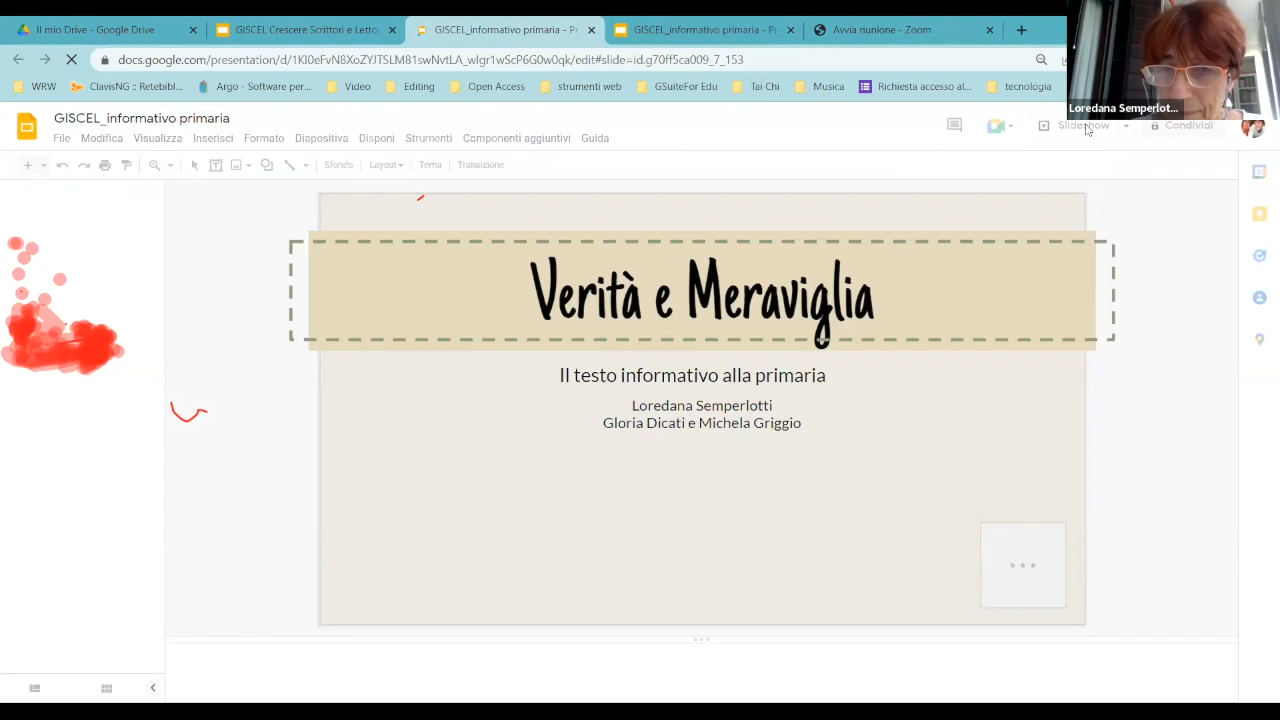 Il mio Drive - Google Drive
GISCEL Crescere Scrittori e Letto
GISCEL_informativo primaria - Pr
GISCEL_informativo primaria - Pr
Avvia riunione - Zoom
docs.google.com/presentation/d/1KI0eFvN8XoZJTSLM81swNvtLA_wIgr1wScP6G0w0qk/edit#slide=id.g70ff5ca009_7_153
WRW
ClavisNG :: Retebibl...
Argo - Software per...
Video
Editing
Open Access
strumenti web
GSuiteFor Edu
Tai Chi
Musica
Richiesta accesso al...
tecnologia
Loredana Semperlot...
GISCEL_informativo primaria
File
Modifica
Visualizza
Inserisci
Formato
Diapositiva
Disponi
Strumenti
Componenti aggiuntivi
Guida
Slideshow
Condividi
Sfondo
Layout
Tema
Transizione
Verità e Meraviglia
Il testo informativo alla primaria
Loredana Semperlotti
Gloria Dicati e Michela Griggio